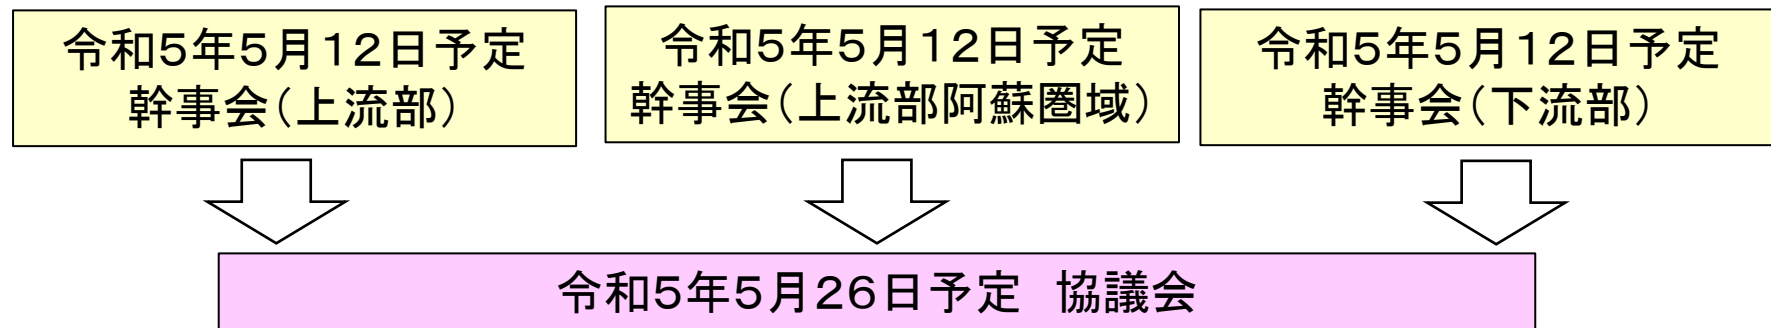 令和5年5月12日予定
幹事会(上流部)
令和5年5月12日予定
幹事会(上流部阿蘇圏域)
令和5年5月12日予定
幹事会(下流部)
令和5年5月26日予定　協議会